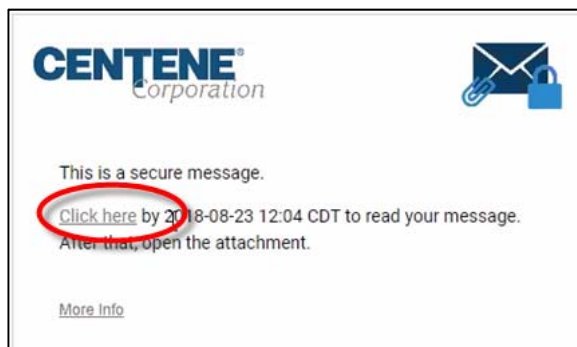 CENTENE®
Corporation
This is a secure message.
Click here by 2018-08-23 12:04 CDT to read your message.
After that, open the attachment.
More Info